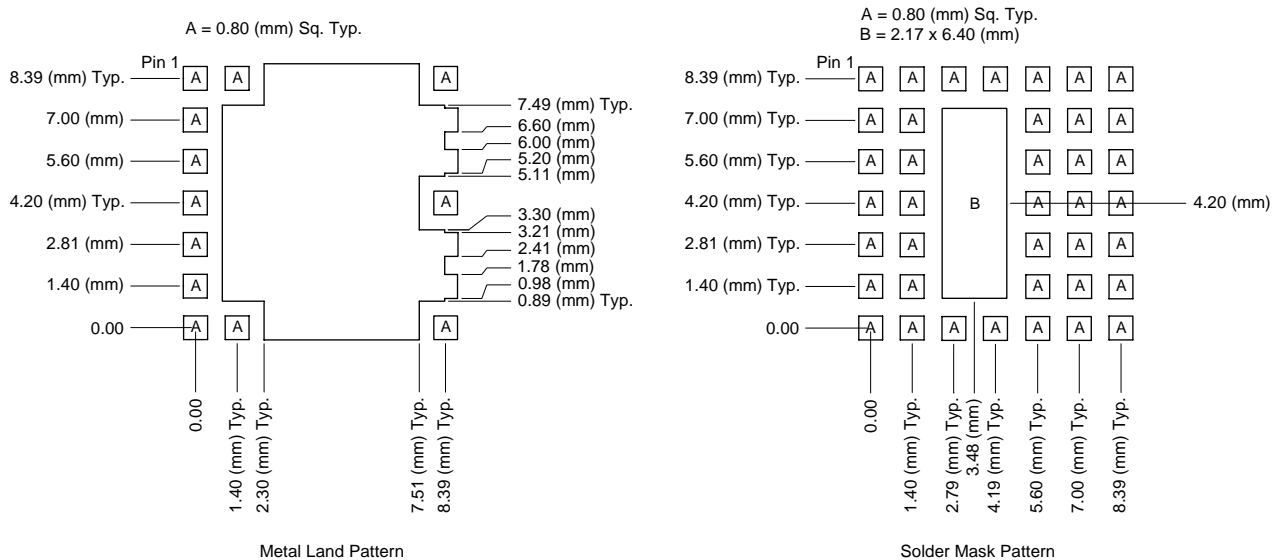 A = 0.80 (mm) Sq. Typ.
Pin 1
8.39 (mm) Typ.
A A A
7.00 (mm)
A
5.60 (mm)
A
4.20 (mm) Typ.
A A
2.81 (mm)
A
1.40 (mm)
A
0.00
A A A
7.49 (mm) Typ.
6.60 (mm)
6.00 (mm)
5.20 (mm)
5.11 (mm)
3.30 (mm)
3.21 (mm)
2.41 (mm)
1.78 (mm)
0.98 (mm)
0.89 (mm) Typ.
0.00
1.40 (mm) Typ.
2.30 (mm) Typ.
7.51 (mm) Typ.
8.39 (mm) Typ.
Metal Land Pattern
A = 0.80 (mm) Sq. Typ.
B = 2.17 x 6.40 (mm)
Pin 1
8.39 (mm) Typ.
A A A A A A A
7.00 (mm) Typ.
A A A A A
5.60 (mm) Typ.
A A A A A
4.20 (mm) Typ.
A A B A A A
4.20 (mm)
2.81 (mm) Typ.
A A A A A
1.40 (mm) Typ.
A A A A A
0.00
A A A A A A A
0.00
1.40 (mm) Typ.
2.79 (mm) Typ.
3.48 (mm)
4.19 (mm) Typ.
5.60 (mm) Typ.
7.00 (mm) Typ.
8.39 (mm) Typ.
Solder Mask Pattern